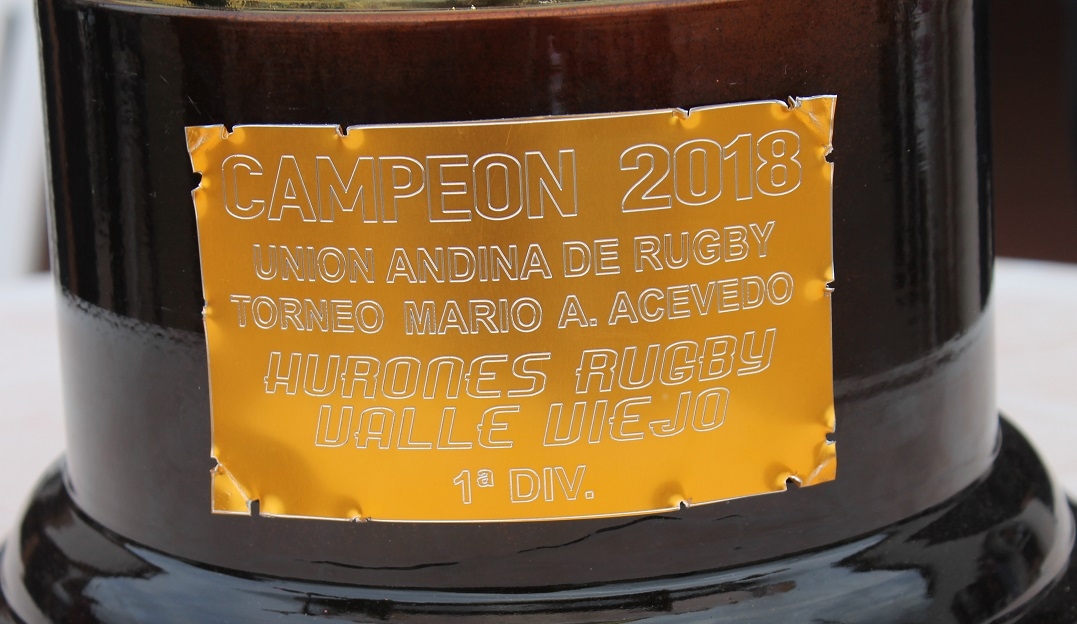 CAMPEON 2018
UNION ANDINA DE RUGBY
TORNEO MARIO A. ACEVEDO
HURONES RUGBY
VALLE VIEJO
1ª DIV.